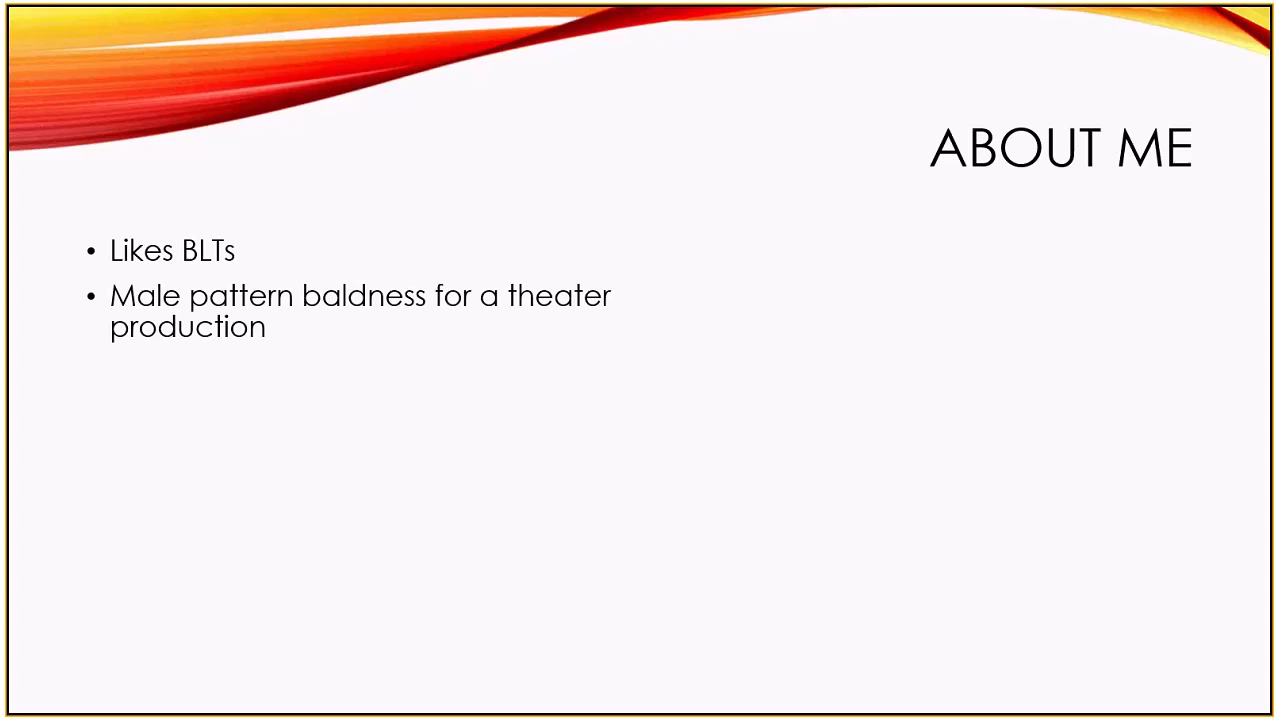 ABOUT ME
• Likes BLTs
• Male pattern baldness for a theater
production